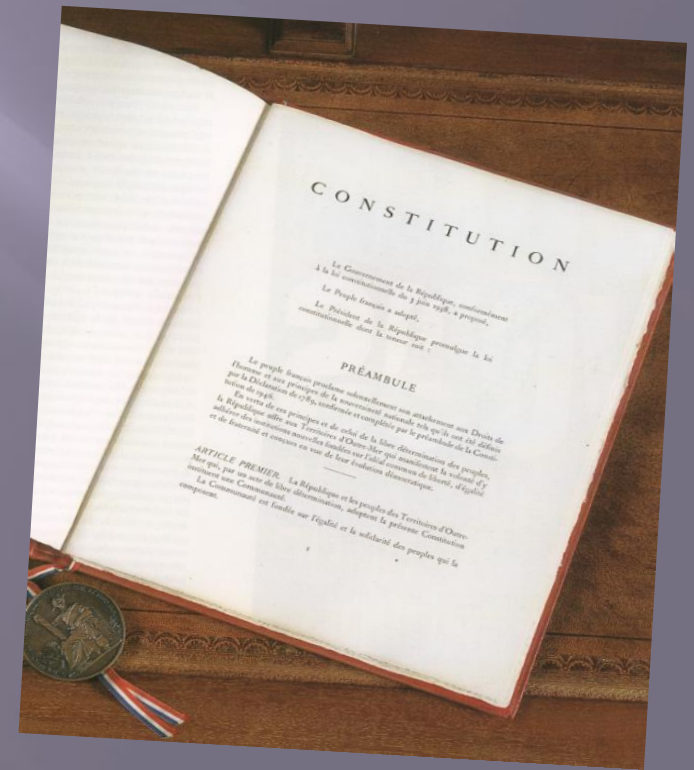 CONSTITUTION
Le Gouvernement de la République, conformément
à la loi constitutionnelle du 3 juin 1958, a proposé,
Le Peuple français a adopté,
Le Président de la République promulgue la loi
constitutionnelle dont la teneur suit :
PRÉAMBULE
Le peuple français proclame solennellement son attachement aux Droits de
l'homme et aux principes de la souveraineté nationale tels qu'ils ont été définis
par la Déclaration de 1789, confirmée et complétée par le préambule de la Consti-
tution de 1946.
En vertu de ces principes et de celui de la libre détermination des peuples,
la République offre aux Territoires d'Outre-Mer qui manifestent la volonté d'y
adhérer des institutions nouvelles fondées sur l'idéal commun de liberté, d'égalité
et de fraternité et conçues en vue de leur évolution démocratique.
ARTICLE PREMIER. La République et les peuples des Territoires d'Outre-
Mer qui, par un acte de libre détermination, adoptent la présente Constitution
instituent une Communauté.
La Communauté est fondée sur l'égalité et la solidarité des peuples qui la
composent.